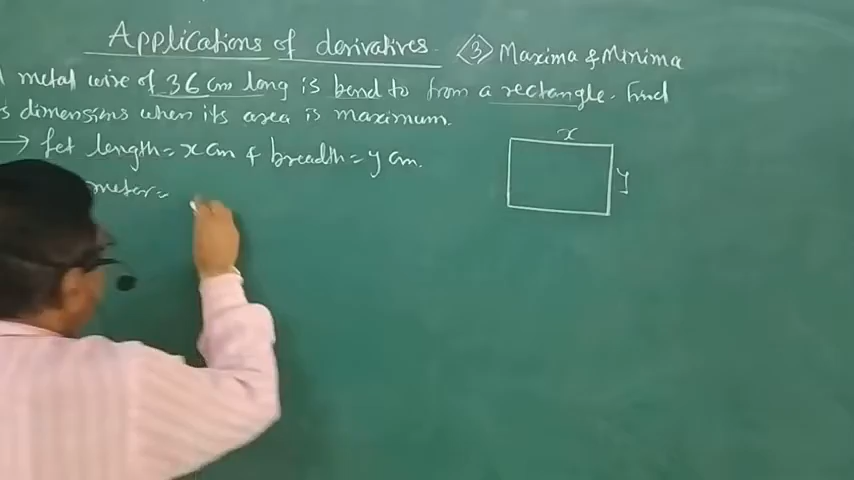 Applications of derivatives. 3 Maxima & Minima
metal wire of 36 cm long is bend to from a rectangle. Find
s dimensions when its area is maximum.
→ Let length = x cm & breadth = y cm.
meter =
x
y